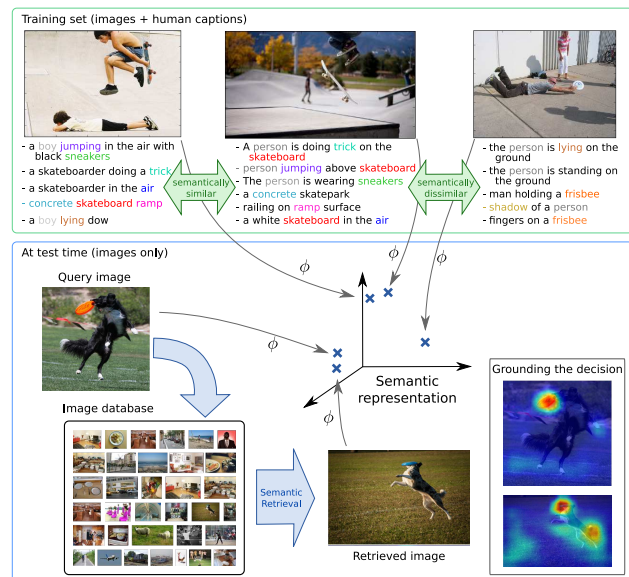 Training set (images + human captions)
- a boy jumping in the air with
black sneakers
- a skateboarder doing a trick
- a skateboarder in the air
- concrete skateboard ramp
- a boy lying dow
semantically
similar
- A person is doing trick on the
skateboard
- person jumping above skateboard
- The person is wearing sneakers
- a concrete skatepark
- railing on ramp surface
- a white skateboard in the air
semantically
dissimilar
- the person is lying on the
ground
- the person is standing on
the ground
- man holding a frisbee
- shadow of a person
- fingers on a frisbee
At test time (images only)
Query image
ϕ
ϕ
ϕ
ϕ
ϕ
Semantic
representation
Grounding the decision
Image database
Semantic
Retrieval
Retrieved image